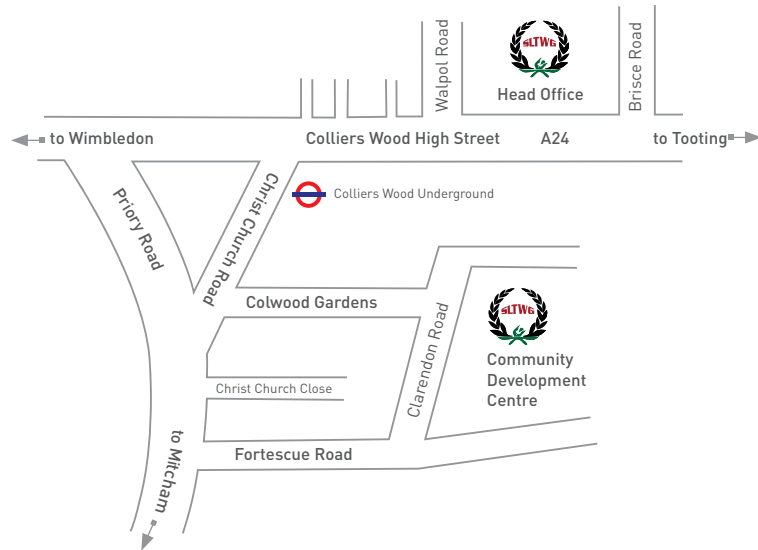 SLTWG
Head Office
Walpol Road
Brisce Road
to Wimbledon
Colliers Wood High Street
A24
to Tooting
Priory Road
Christ Church Road
Colliers Wood Underground
Colwood Gardens
Clarendon Road
SLTWG
Community
Development
Centre
Christ Church Close
Fortescue Road
to Mitcham